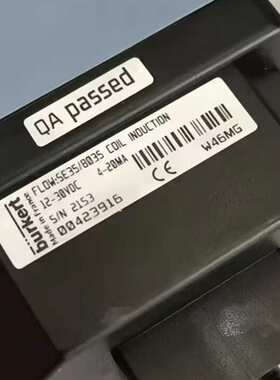 QA passed
bürkert
Made in France
FLOW:SE35/8035 COIL INDUCTION
12-30VDC 4-20MA
S/N 2153
00423916
CE
W46MG